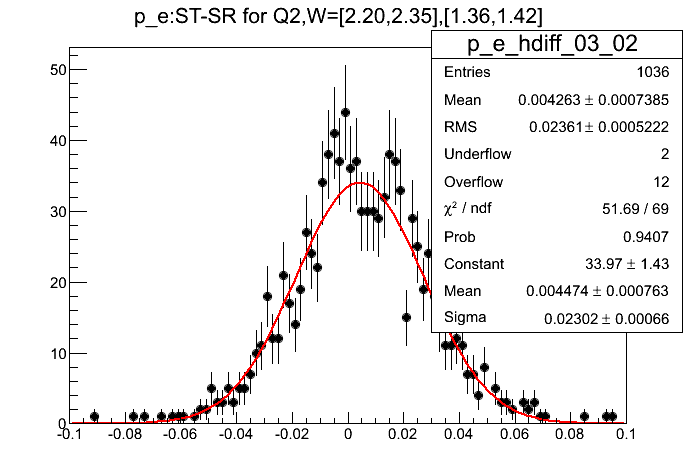 p_e:ST-SR for Q2,W=[2.20,2.35],[1.36,1.42]
p_e_hdiff_03_02
Entries 1036
Mean 0.004263 ± 0.0007385
RMS 0.02361 ± 0.0005222
Underflow 2
Overflow 12
χ² / ndf 51.69 / 69
Prob 0.9407
Constant 33.97 ± 1.43
Mean 0.004474 ± 0.000763
Sigma 0.02302 ± 0.00066
50
40
30
20
10
0
-0.1 -0.08 -0.06 -0.04 -0.02 0 0.02 0.04 0.06 0.08 0.1